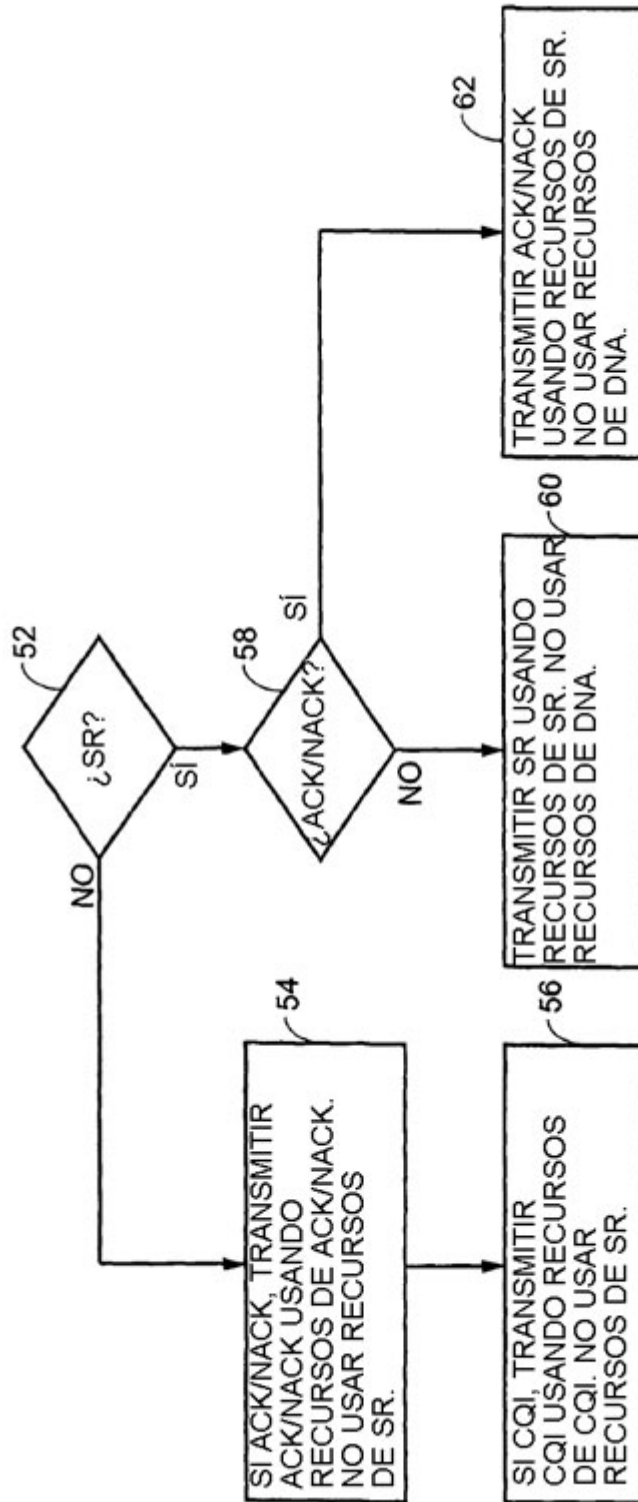 52
¿SR?
NO
SÍ
58
¿ACK/NACK?
SÍ
NO
54
SI ACK/NACK, TRANSMITIR
ACK/NACK USANDO
RECURSOS DE ACK/NACK.
NO USAR RECURSOS
DE SR.
56
SI CQI, TRANSMITIR
CQI USANDO RECURSOS
DE CQI. NO USAR
RECURSOS DE SR.
60
TRANSMITIR SR USANDO
RECURSOS DE SR. NO USAR
RECURSOS DE DNA.
62
TRANSMITIR ACK/NACK
USANDO RECURSOS DE SR.
NO USAR RECURSOS
DE DNA.